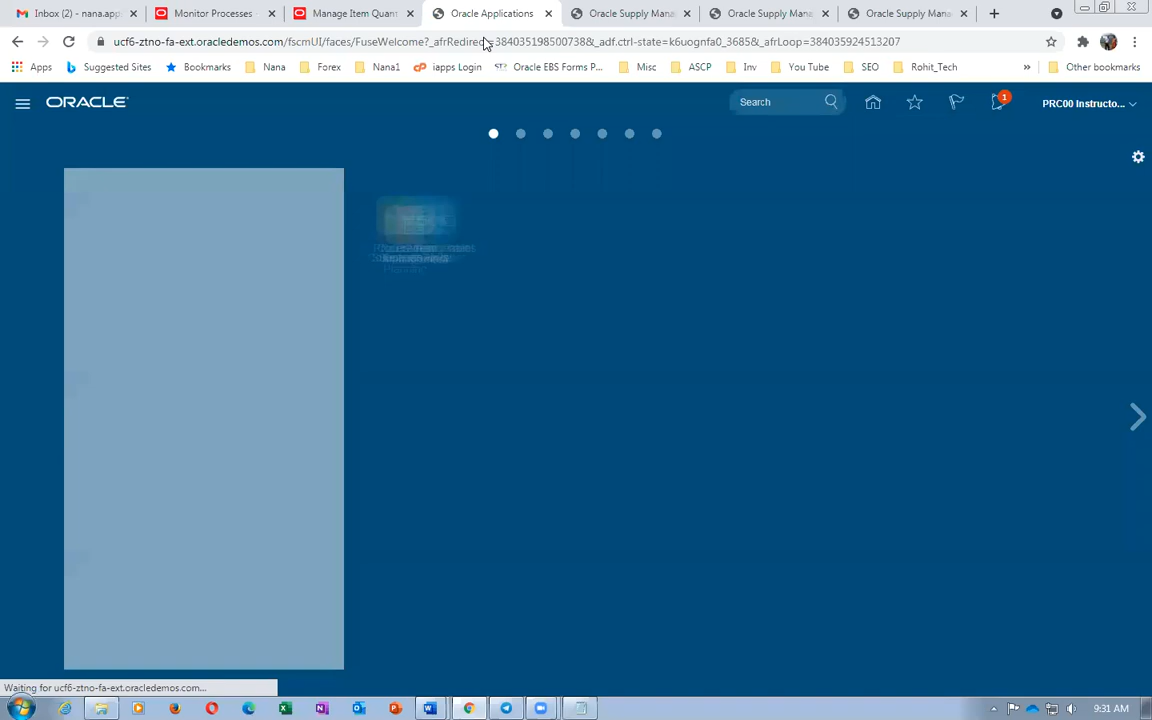 Inbox (2) - nana.app
Monitor Processes -
Manage Item Quant
Oracle Applications
Oracle Supply Mana
Oracle Supply Mana
Oracle Supply Mana
ucf6-ztno-fa-ext.oracledemos.com/fscmUI/faces/FuseWelcome?_afrRedirect=384035198500738&_adf.ctrl-state=k6uognfa0_3685&_afrLoop=384035924513207
Apps
Suggested Sites
Bookmarks
Nana
Forex
Nana1
iapps Login
Oracle EBS Forms P...
Misc
ASCP
Inv
You Tube
SEO
Rohit_Tech
»
Other bookmarks
ORACLE
Search
1
PRC00 Instructo...
Waiting for ucf6-ztno-fa-ext.oracledemos.com...
9:31 AM